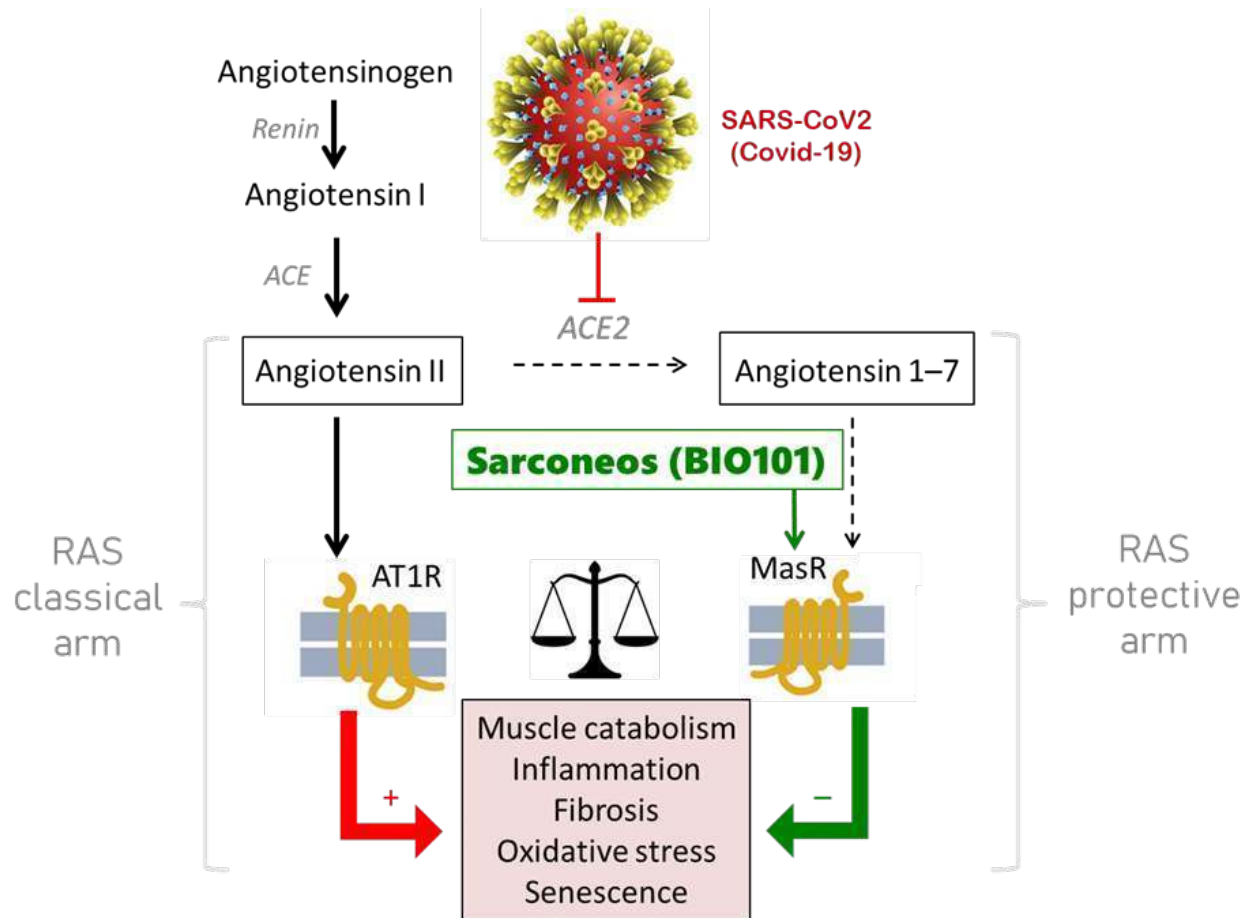 Angiotensinogen
Renin
SARS-CoV2
(Covid-19)
Angiotensin I
ACE
ACE2
Angiotensin II
Angiotensin 1–7
Sarconeos (BIO101)
RAS
classical
arm
AT1R
MasR
RAS
protective
arm
Muscle catabolism
Inflammation
Fibrosis
Oxidative stress
Senescence
+
–